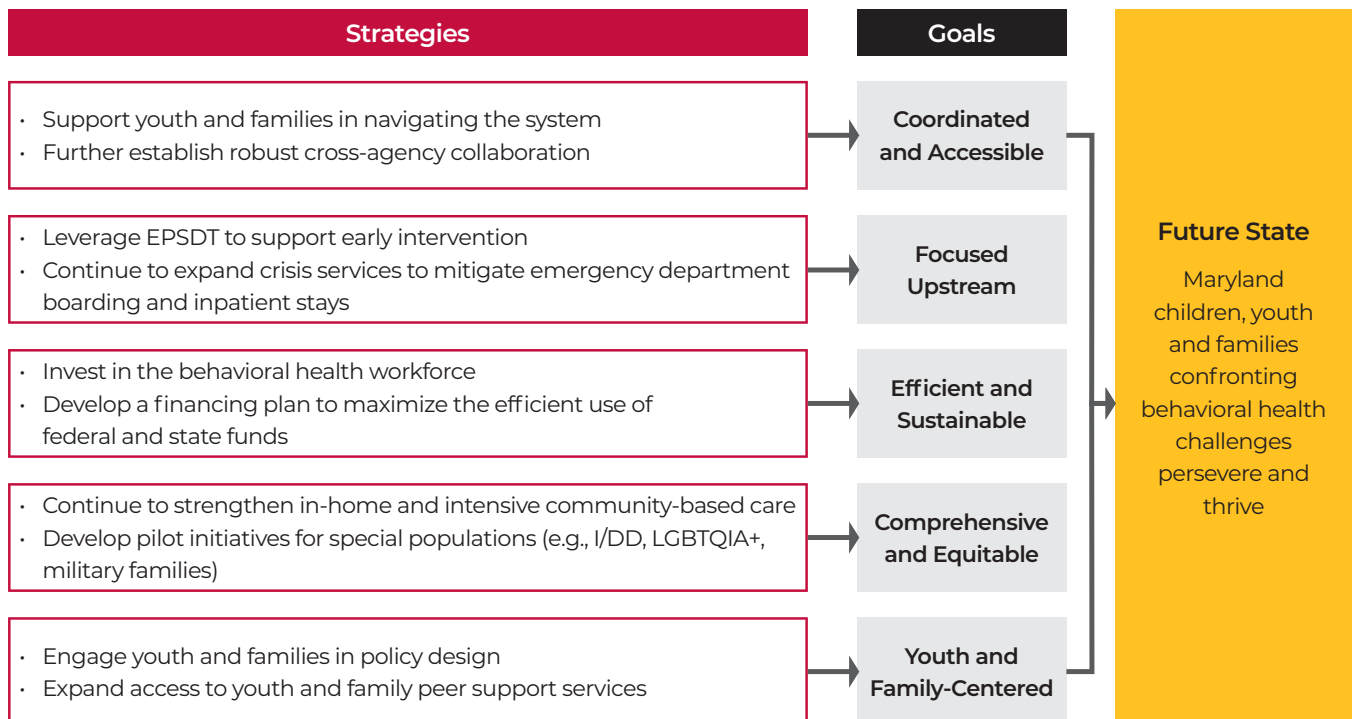 Strategies
Goals
• Support youth and families in navigating the system
• Further establish robust cross-agency collaboration
Coordinated
and Accessible
• Leverage EPSDT to support early intervention
• Continue to expand crisis services to mitigate emergency department
boarding and inpatient stays
Focused
Upstream
• Invest in the behavioral health workforce
• Develop a financing plan to maximize the efficient use of
federal and state funds
Efficient and
Sustainable
• Continue to strengthen in-home and intensive community-based care
• Develop pilot initiatives for special populations (e.g., I/DD, LGBTQIA+,
military families)
Comprehensive
and Equitable
• Engage youth and families in policy design
• Expand access to youth and family peer support services
Youth and
Family-Centered
Future State
Maryland
children, youth
and families
confronting
behavioral health
challenges
persevere and
thrive